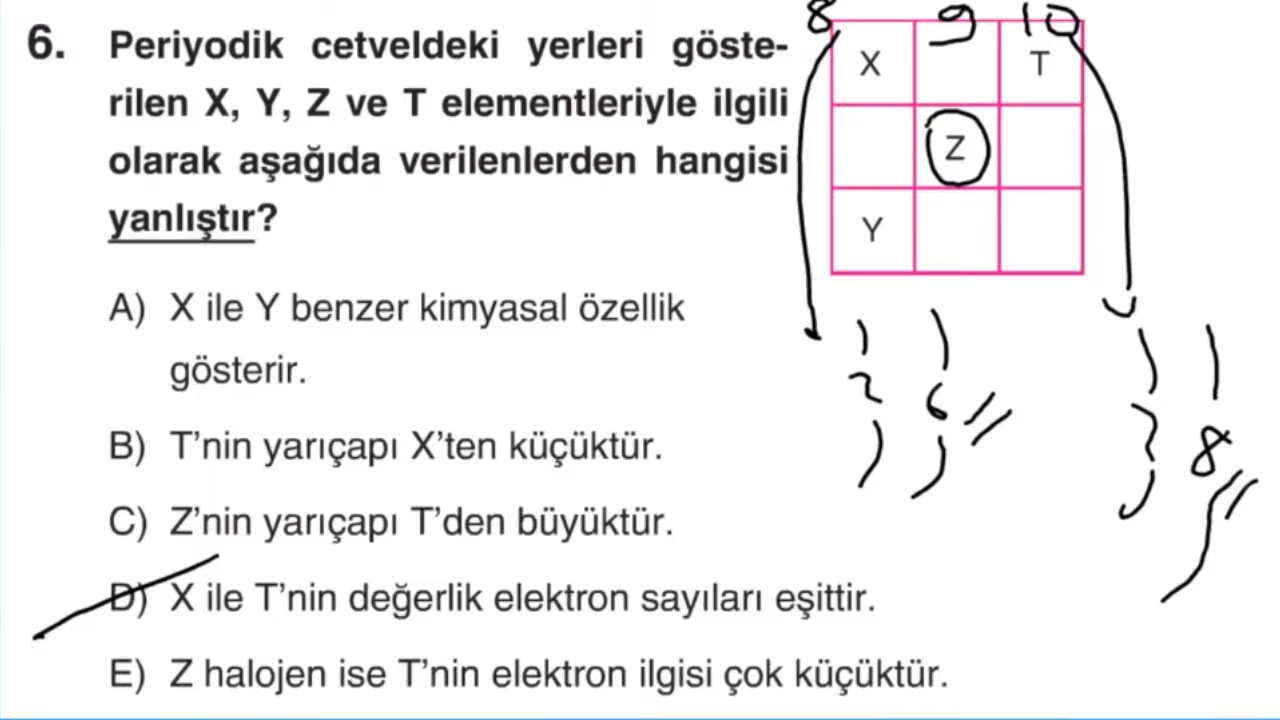 6. Periyodik cetveldeki yerleri göste-
rilen X, Y, Z ve T elementleriyle ilgili
olarak aşağıda verilenlerden hangisi
yanlıştır?
A) X ile Y benzer kimyasal özellik
gösterir.
B) T'nin yarıçapı X'ten küçüktür.
C) Z'nin yarıçapı T'den büyüktür.
D) X ile T'nin değerlik elektron sayıları eşittir.
E) Z halojen ise T'nin elektron ilgisi çok küçüktür.
8 9 10
X T
Z
Y
6
8